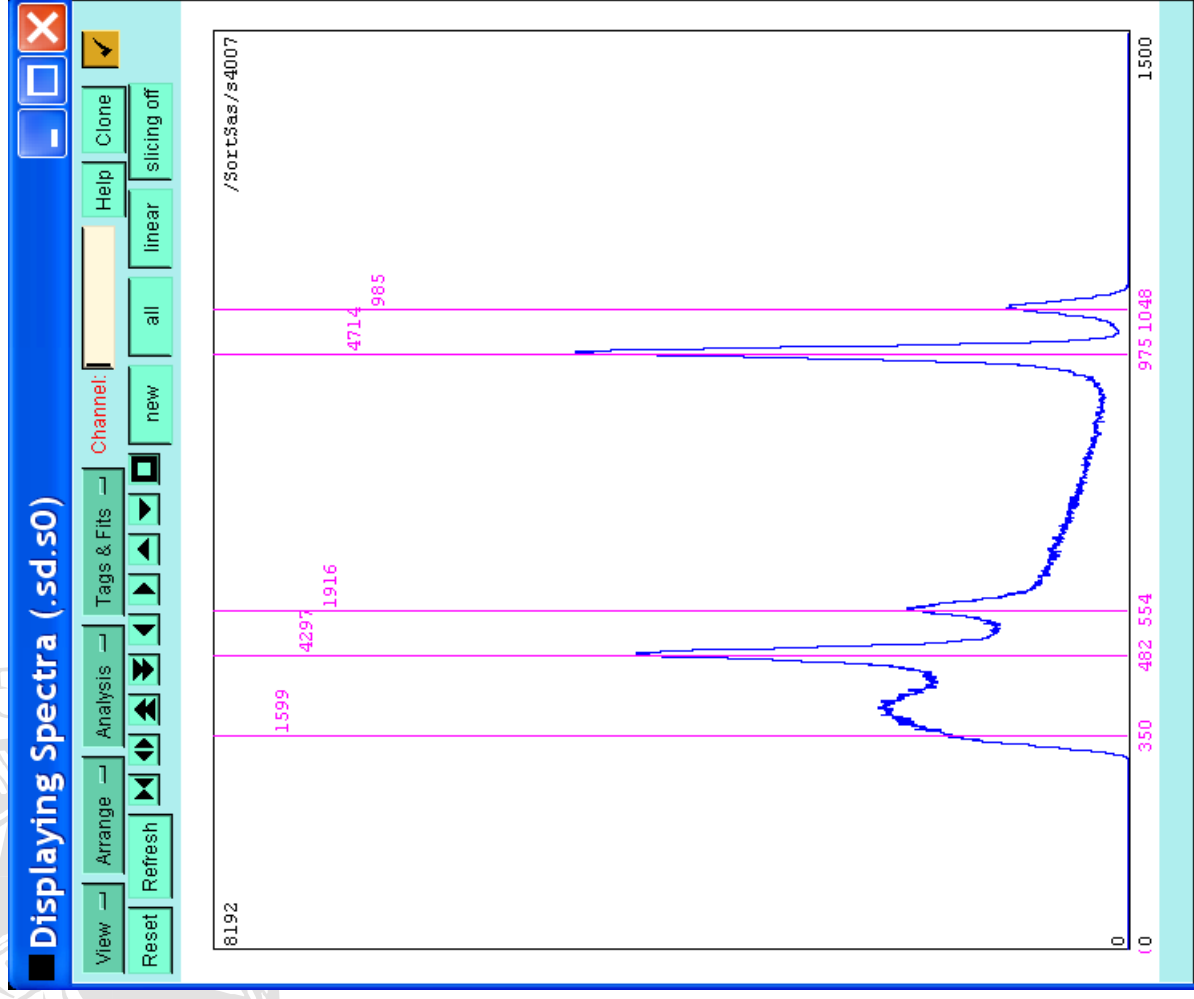 Displaying Spectra (.sd.s0)
View Arrange Analysis Tags & Fits Channel: Help Clone
Reset Refresh new all linear slicing off
8192 /SortSas/s4007
1599 4297 1916 4714 985
0
0 350 482 554 975 1048 1500